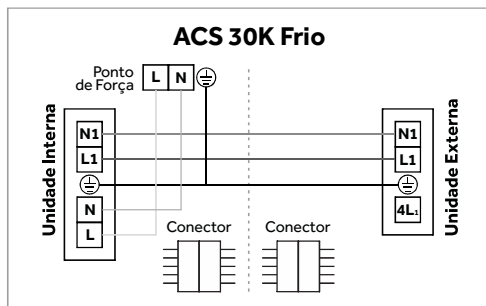 ACS 30K Frio
Ponto
de Força
L N
Unidade Interna
N1
L1
N
L
Conector
Conector
N1
L1
4L1
Unidade Externa